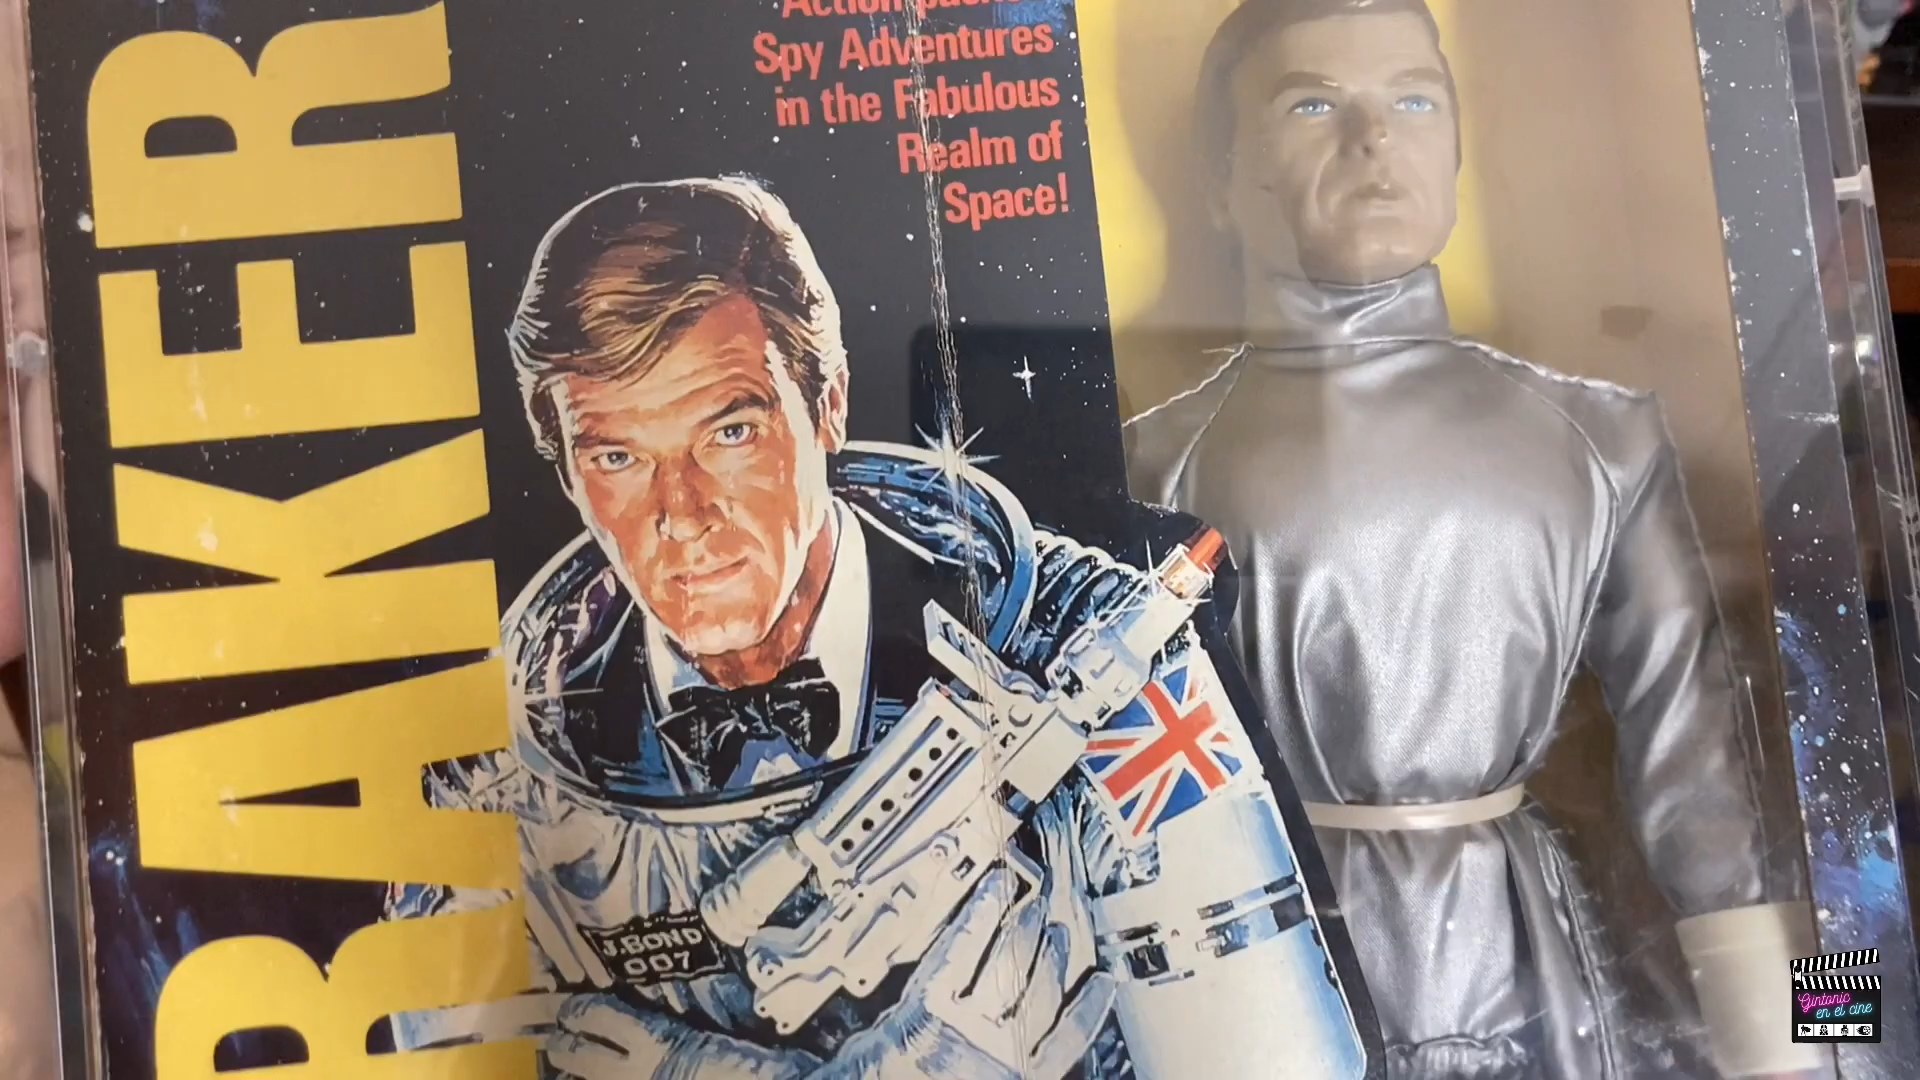 RAKER
Spy Adventures
in the Fabulous
Realm of
Space!
J.BOND
007
Gintonic
en el cine